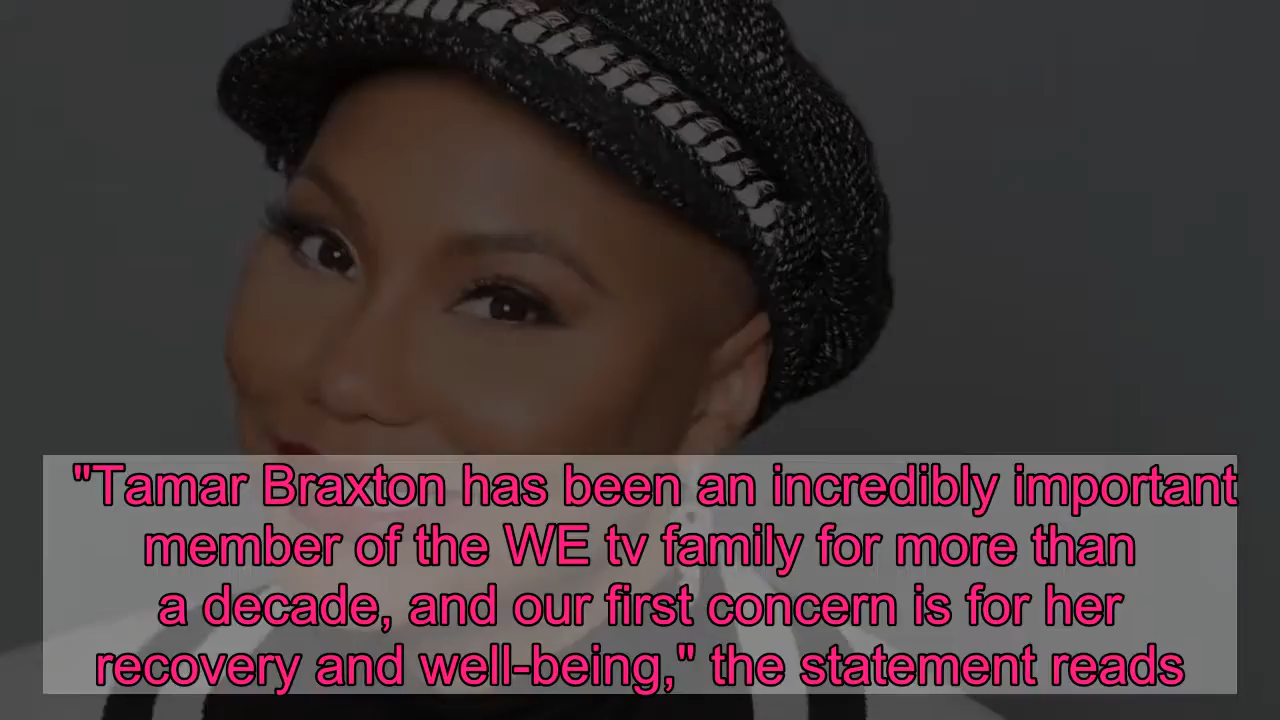 "Tamar Braxton has been an incredibly important
member of the WE tv family for more than
a decade, and our first concern is for her
recovery and well-being," the statement reads